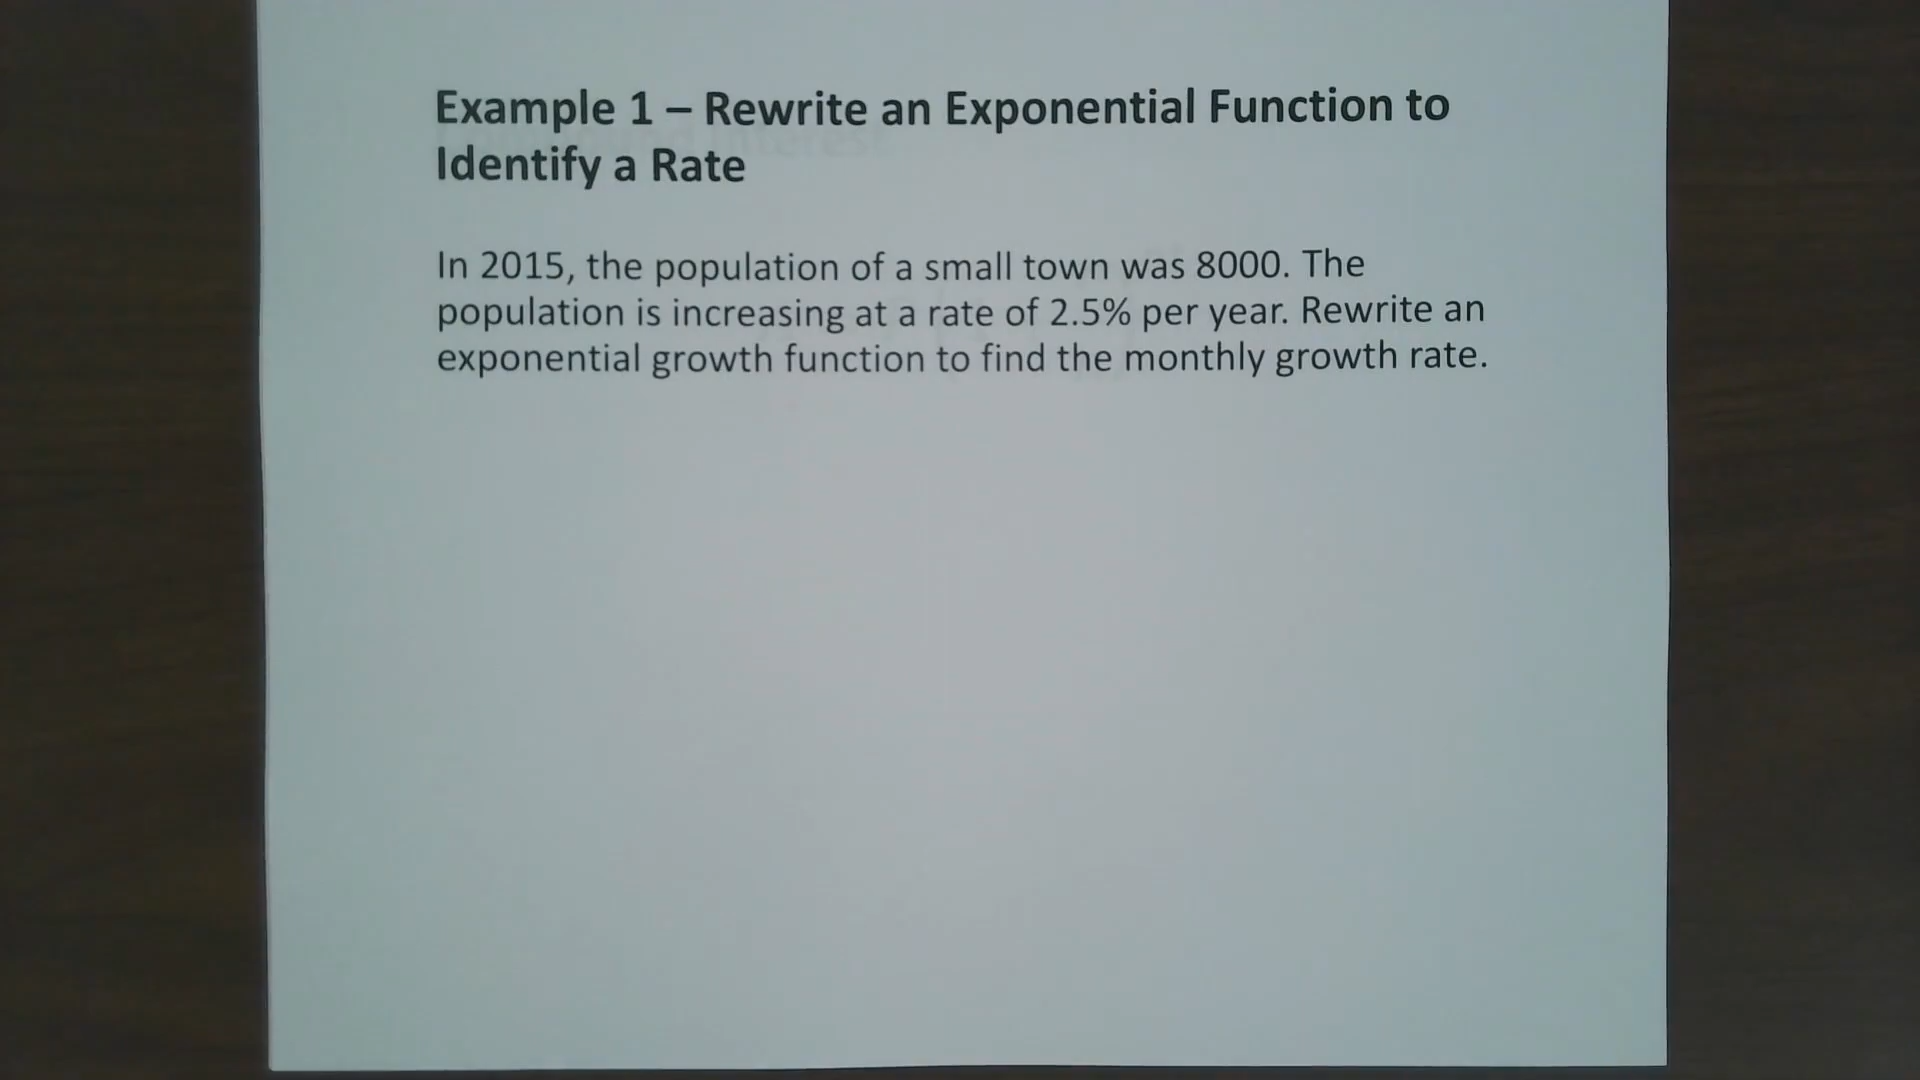 Example 1 – Rewrite an Exponential Function to
Identify a Rate
In 2015, the population of a small town was 8000. The
population is increasing at a rate of 2.5% per year. Rewrite an
exponential growth function to find the monthly growth rate.